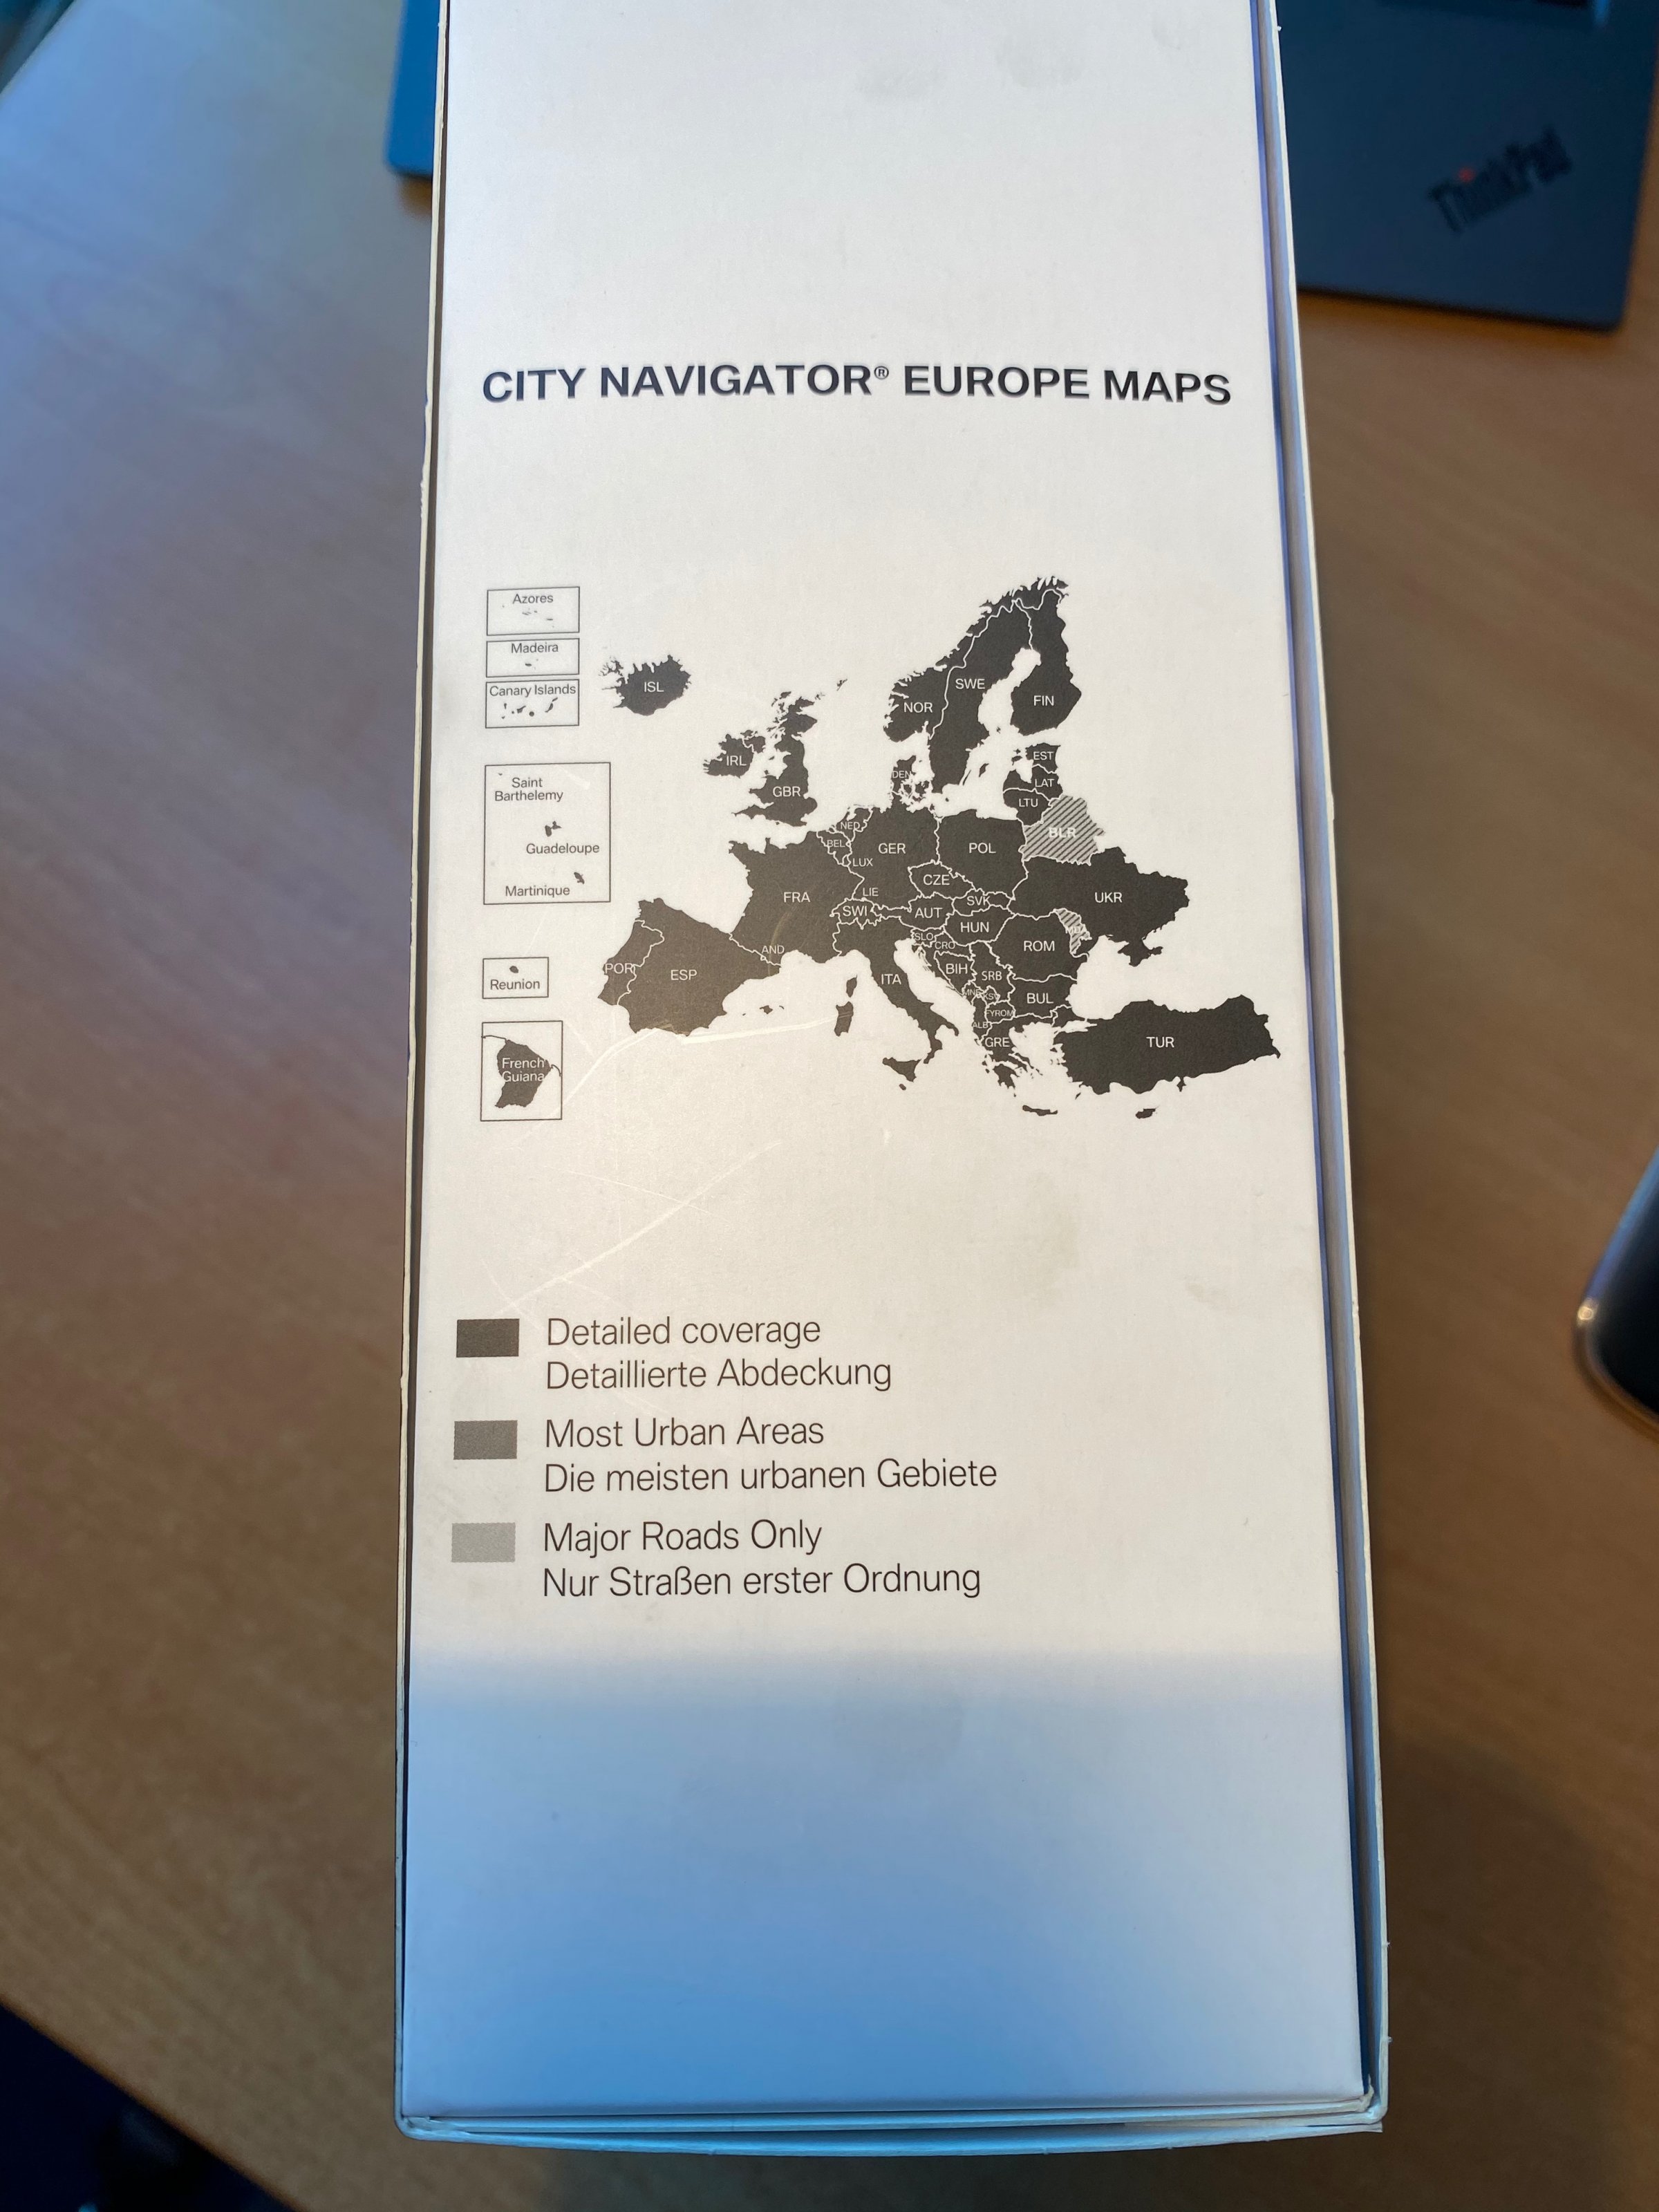 ThinkPad
CITY NAVIGATOR® EUROPE MAPS
Azores
Madeira
Canary Islands
Saint
Barthelemy
Guadeloupe
Martinique
Reunion
French
Guiana
ISL
NOR
SWE
FIN
IRL
GBR
DEN
EST
LAT
LTU
BLR
NED
BEL
LUX
GER
POL
CZE
UKR
FRA
LIE
SWI
AUT
SVK
HUN
SLO
CRO
ROM
AND
POR
ESP
ITA
BIH
SRB
BUL
FYROM
ALB
GRE
TUR
Detailed coverage
Detaillierte Abdeckung
Most Urban Areas
Die meisten urbanen Gebiete
Major Roads Only
Nur Straßen erster Ordnung